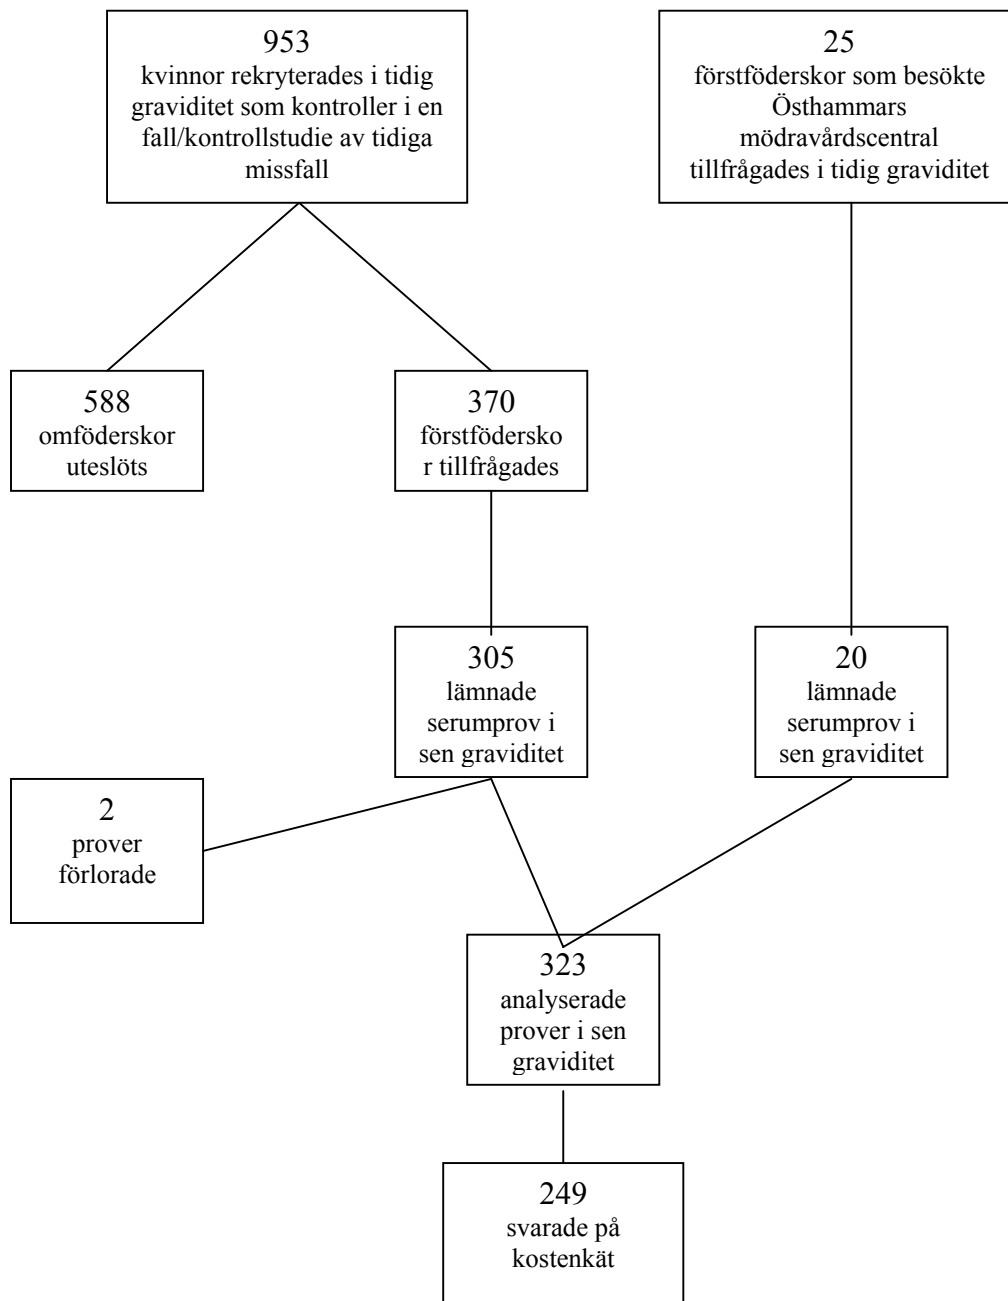 953
kvinnor rekryterades i tidig
graviditet som kontroller i en
fall/kontrollstudie av tidiga
missfall
25
förstföderskor som besökte
Östhammars
mödravårdscentral
tillfrågades i tidig graviditet
588
omföderskor
uteslöts
370
förstfödersko
r tillfrågades
305
lämnade
serumprov i
sen graviditet
20
lämnade
serumprov i
sen graviditet
2
prover
förlorade
323
analyserade
prover i sen
graviditet
249
svarade på
kostenkät